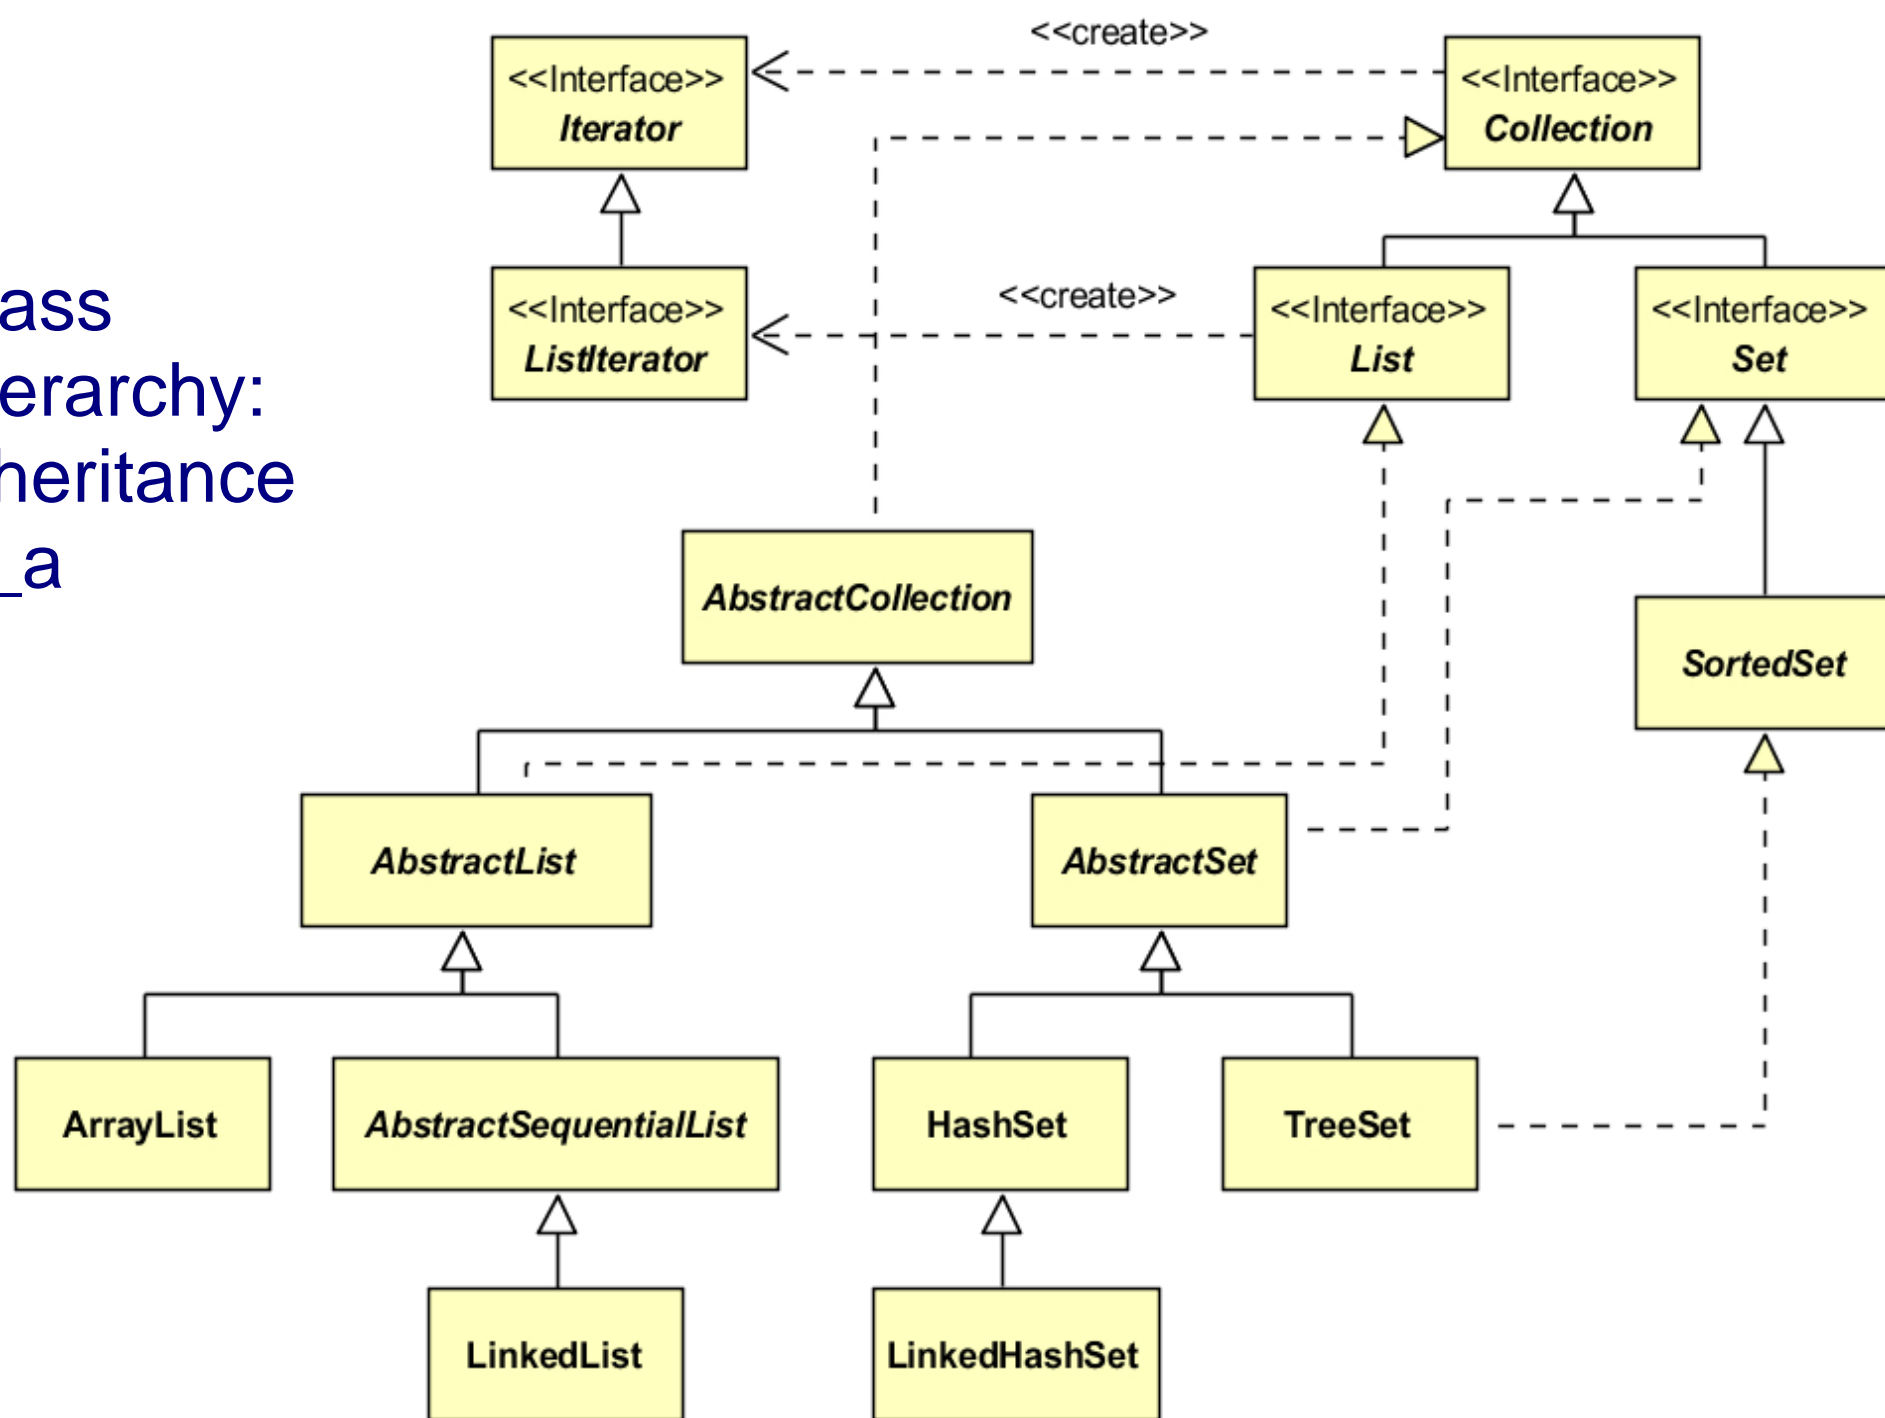 <<create>>
<<Interface>>
Iterator
<<Interface>>
Collection
ass
erarchy:
heritance
_a
<<Interface>>
ListIterator
<<create>>
<<Interface>>
List
<<Interface>>
Set
AbstractCollection
SortedSet
AbstractList
AbstractSet
ArrayList
AbstractSequentialList
HashSet
TreeSet
LinkedList
LinkedHashSet